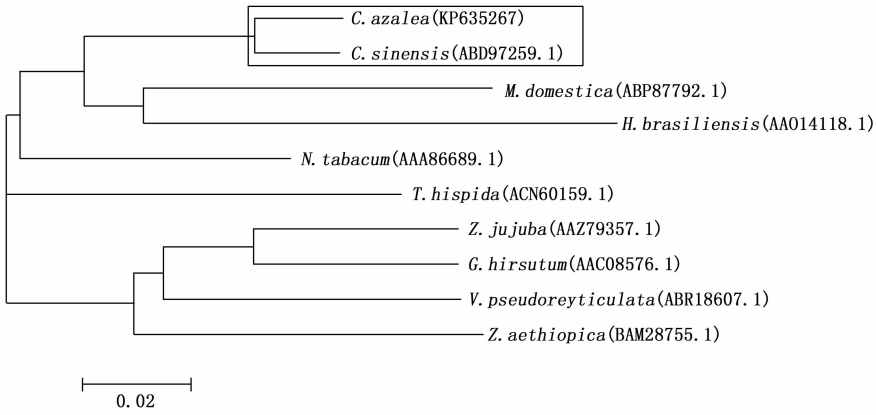 C.azalea(KP635267)
C.sinensis(ABD97259.1)
M.domestica(ABP87792.1)
H.brasiliensis(AAO14118.1)
N.tabacum(AAA86689.1)
T.hispida(ACN60159.1)
Z.jujuba(AAZ79357.1)
G.hirsutum(AAC08576.1)
V.pseudoreyticulata(ABR18607.1)
Z.aethiopica(BAM28755.1)
0.02